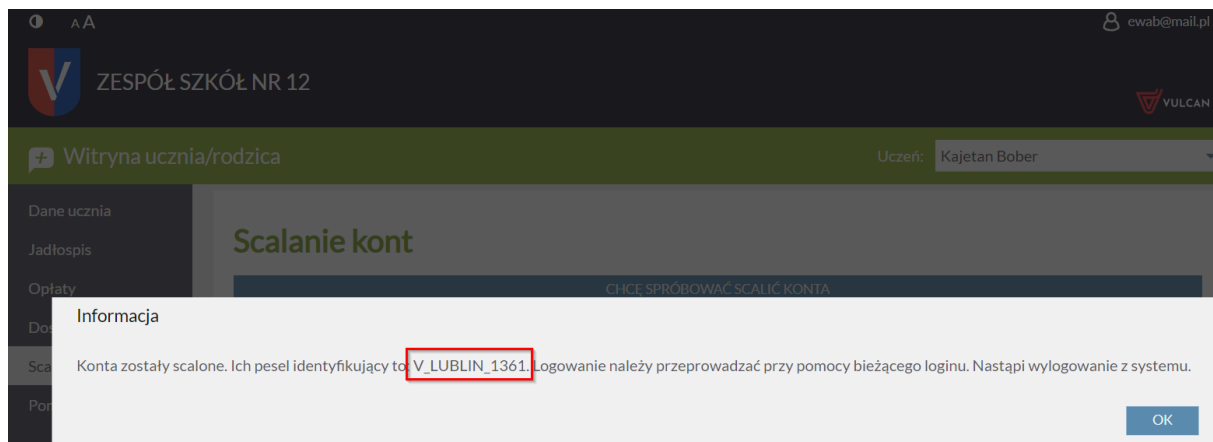 A A
ewab@mail.pl
V
ZESPÓŁ SZKÓŁ NR 12
VULCAN
Witryna ucznia/rodzica
Uczeń: Kajetan Bober
Dane ucznia
Jadłospis
Opłaty
Scalanie kont
CHCĘ SPRÓBOWAĆ SCALIĆ KONTA
Informacja
Konta zostały scalone. Ich pesel identyfikujący to: V_LUBLIN_1361. Logowanie należy przeprowadzać przy pomocy bieżącego loginu. Nastąpi wylogowanie z systemu.
OK